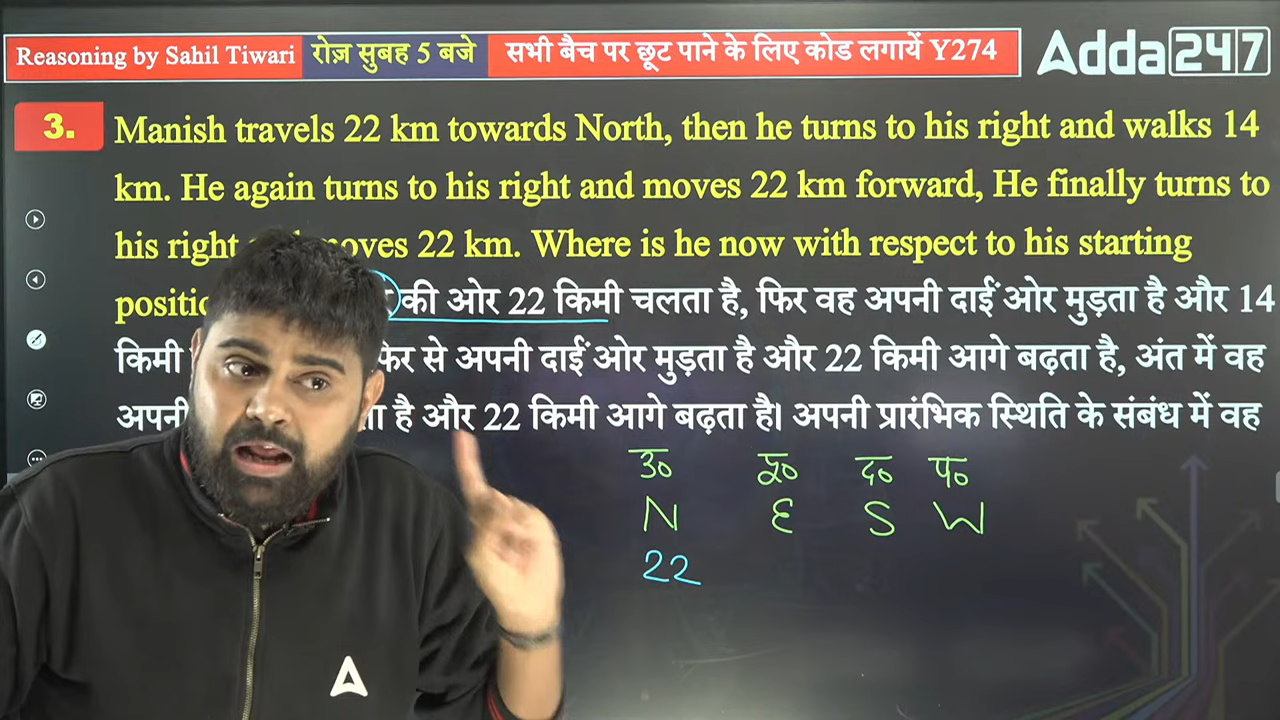 Reasoning by Sahil Tiwari रोज़ सुबह 5 बजे सभी बैच पर छूट पाने के लिए कोड लगायें Y274 Adda247
3. Manish travels 22 km towards North, then he turns to his right and walks 14
km. He again turns to his right and moves 22 km forward, He finally turns to
his right moves 22 km. Where is he now with respect to his starting
की ओर 22 किमी चलता है, फिर वह अपनी दाईं ओर मुड़ता है और 14
किमी से अपनी दाईं ओर मुड़ता है और 22 किमी आगे बढ़ता है, अंत में वह
अपनी है और 22 किमी आगे बढ़ता है। अपनी प्रारंभिक स्थिति के संबंध में वह
उ० पू० द० प०
N E S W
22